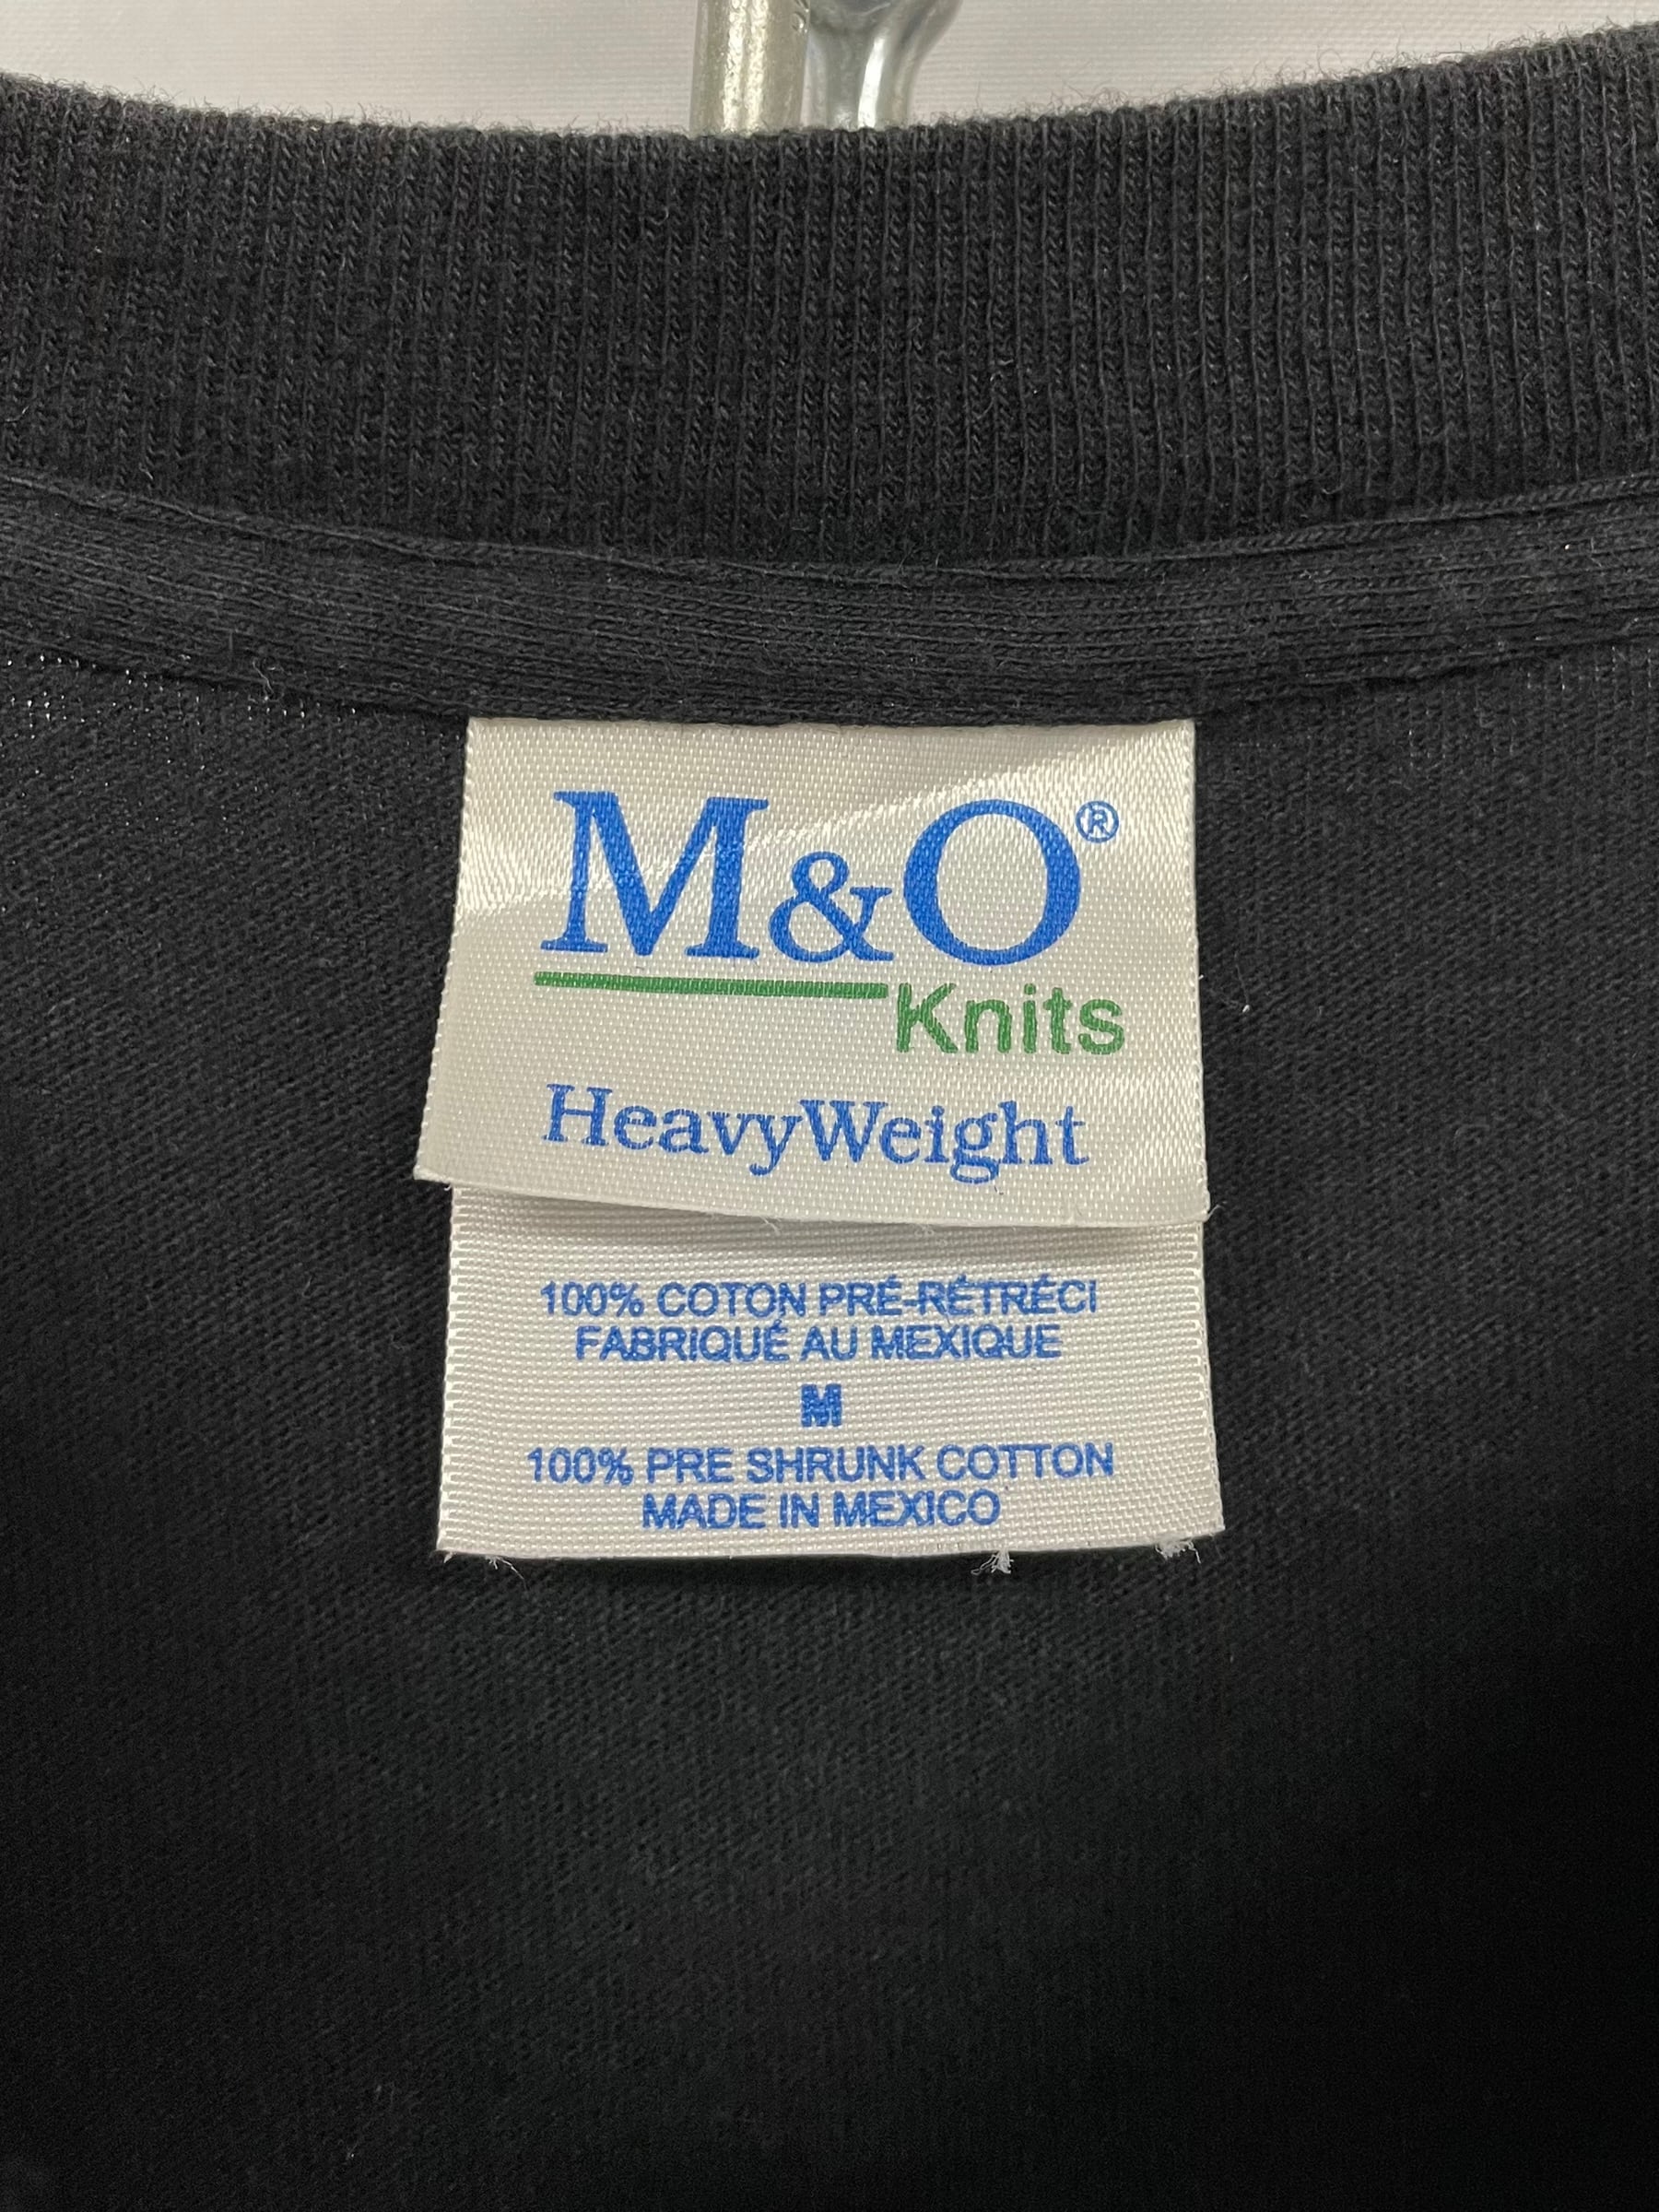 M&O®
Knits
HeavyWeight
100% COTON PRÉ-RÉTRÉCI
FABRIQUÉ AU MEXIQUE
M
100% PRE SHRUNK COTTON
MADE IN MEXICO